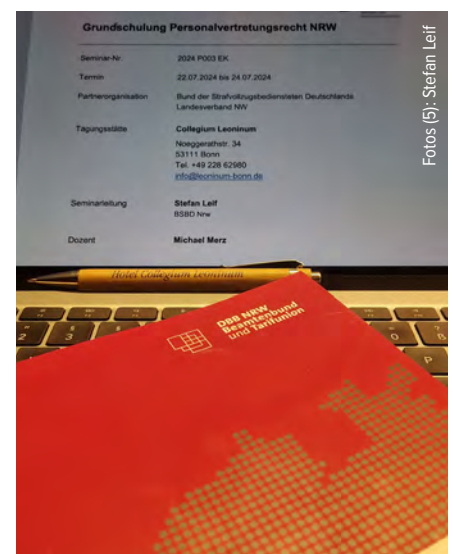 Grundschulung Personalvertretungsrecht NRW
Seminar-Nr. 2024 P003 EK
Termin 22.07.2024 bis 24.07.2024
Partnerorganisation Bund der Strafvollzugsbediensteten Deutschlands
Landesverband NW
Tagungsstätte Collegium Leoninum
Noeggerathstr. 34
53111 Bonn
Tel. +49 228 62980
info@leoninum-bonn.de
Seminarleitung Stefan Leif
BSBD Nrw
Dozent Michael Merz
Fotos (5): Stefan Leif
Hotel Collegium Leoninum
2
3
ß
P
DBB NRW
Beamtenbund
und Tarifunion